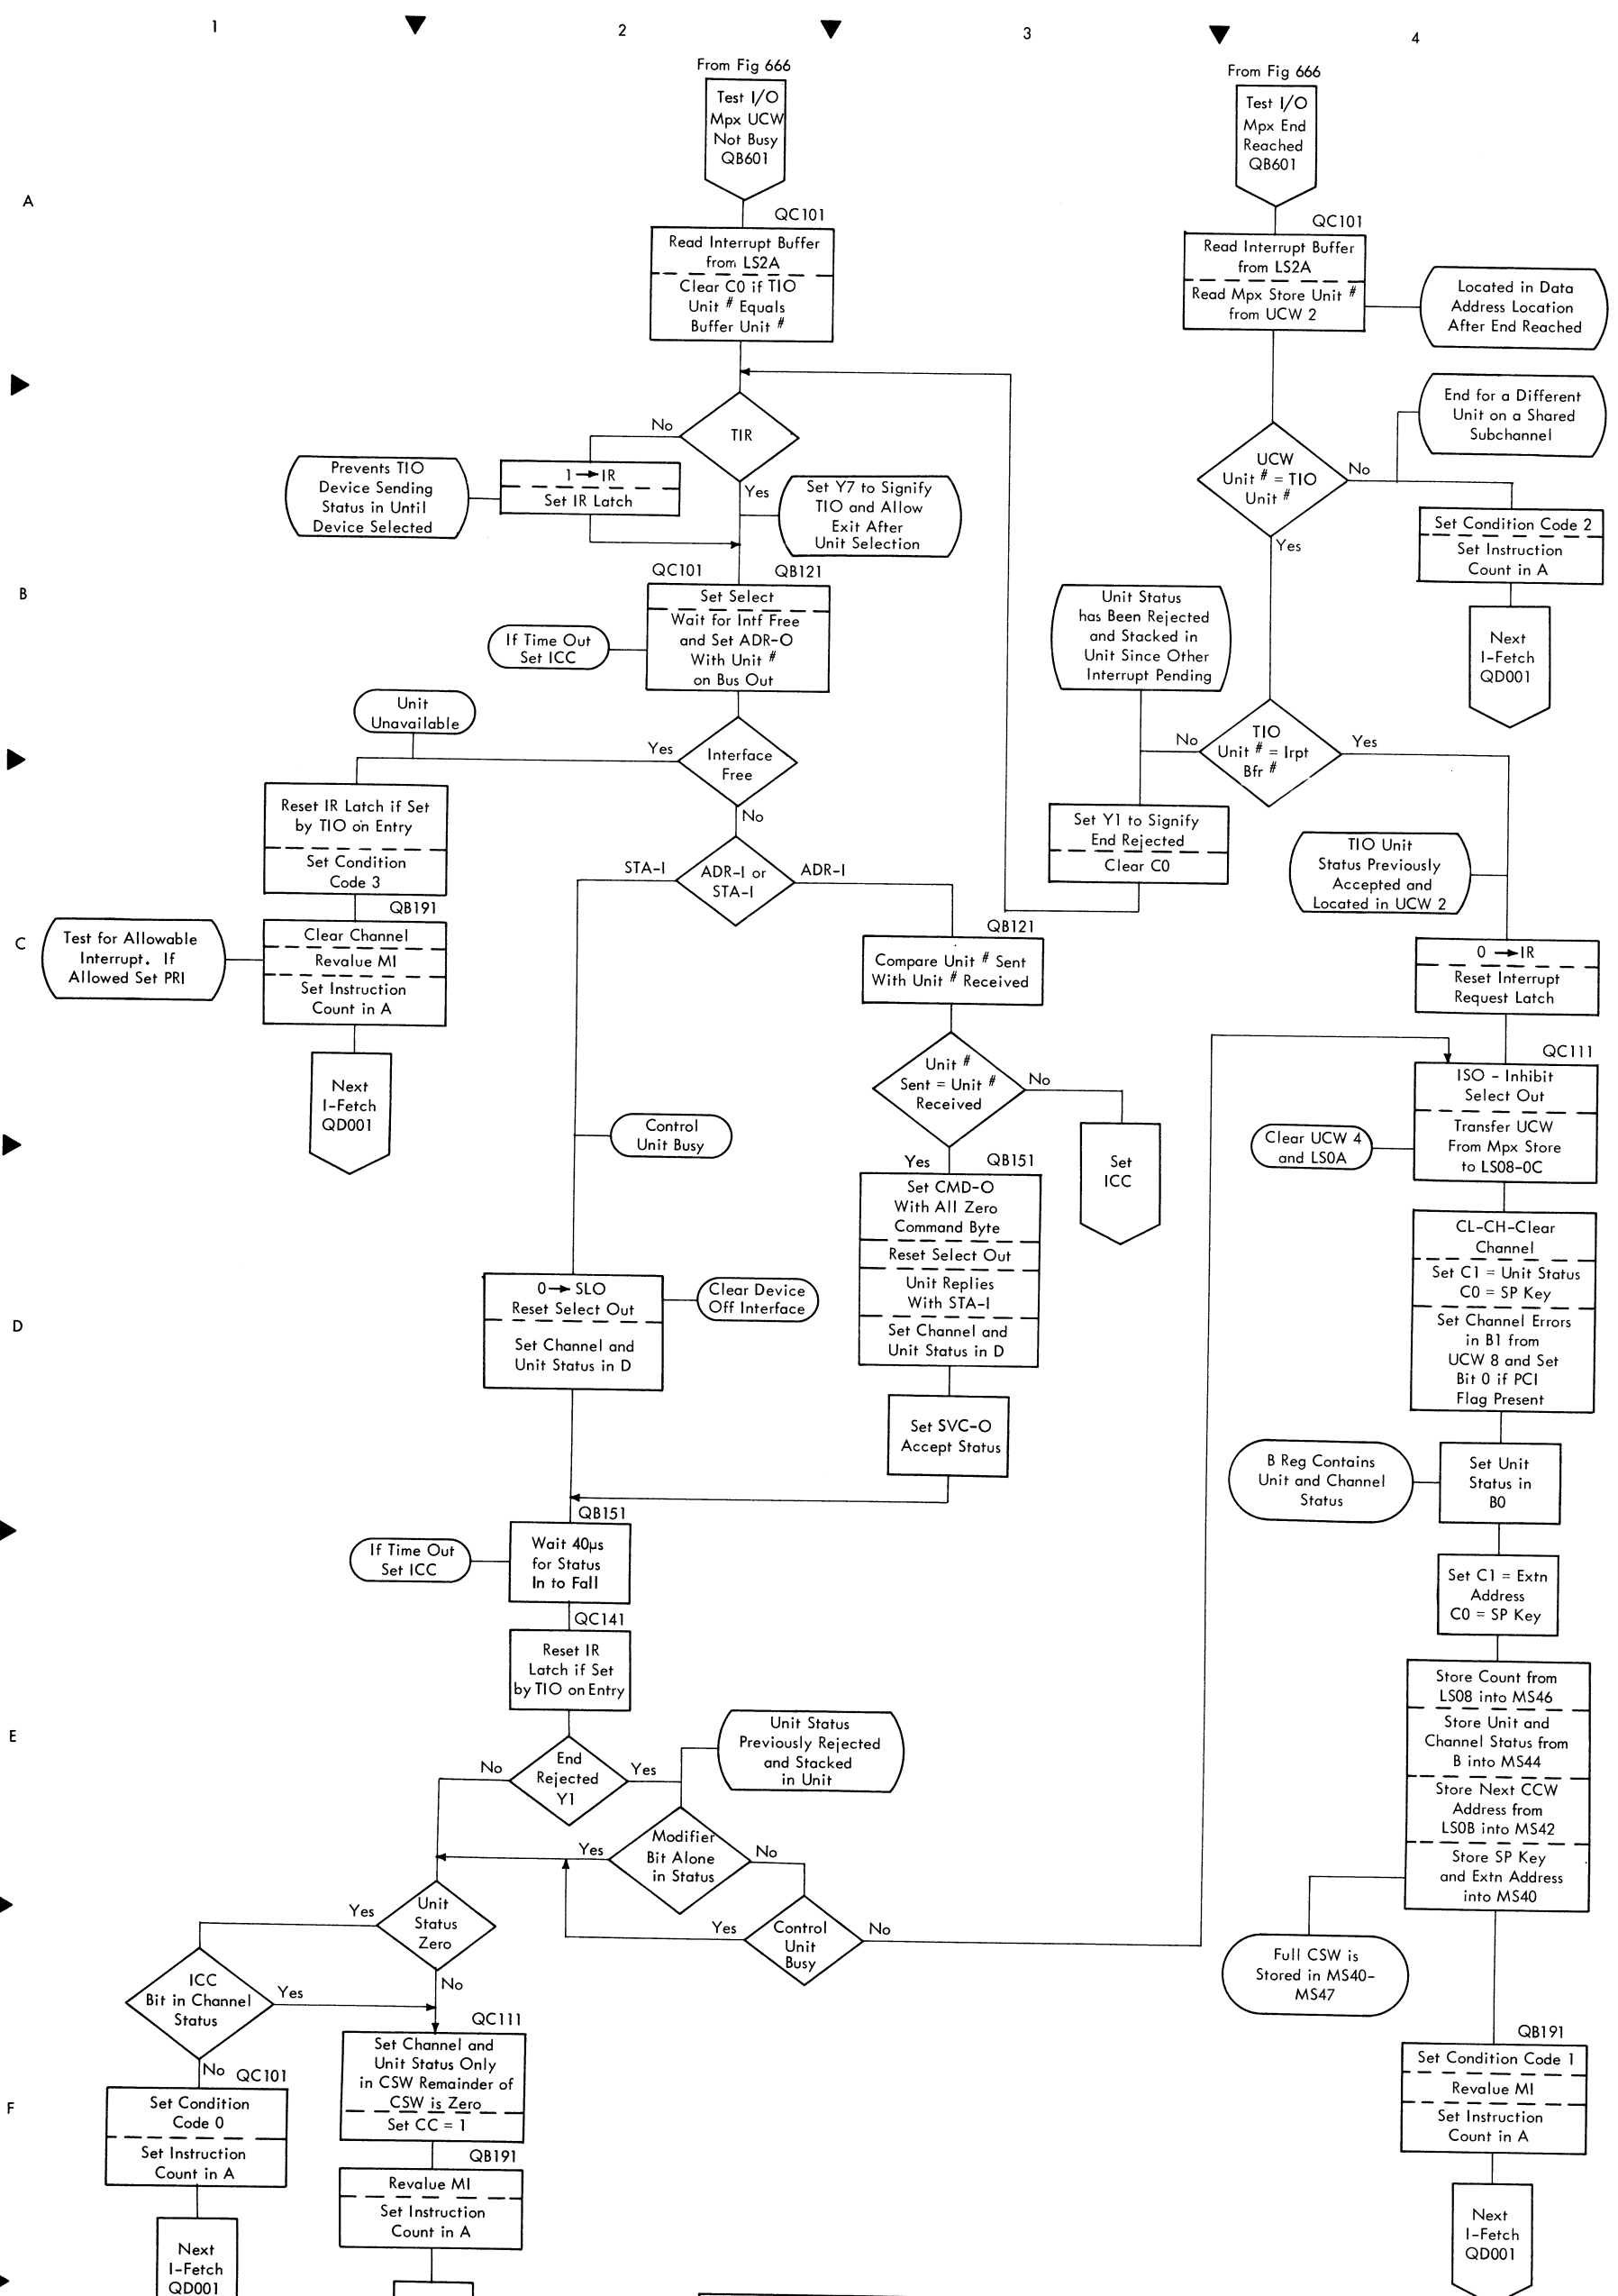 1
2
3
4
From Fig 666
Test I/O
Mpx UCW
Not Busy
QB601
From Fig 666
Test I/O
Mpx End
Reached
QB601
A
QC101
Read Interrupt Buffer
from LS2A
Clear C0 if TIO
Unit # Equals
Buffer Unit #
QC101
Read Interrupt Buffer
from LS2A
Read Mpx Store Unit #
from UCW 2
Located in Data
Address Location
After End Reached
End for a Different
Unit on a Shared
Subchannel
TIR
No
Yes
Prevents TIO
Device Sending
Status in Until
Device Selected
1 → IR
Set IR Latch
Set Y7 to Signify
TIO and Allow
Exit After
Unit Selection
UCW
Unit # = TIO
Unit #
No
Yes
Set Condition Code 2
Set Instruction
Count in A
Next
I-Fetch
QD001
B
QC101
QB121
Set Select
Wait for Intf Free
and Set ADR-O
With Unit #
on Bus Out
If Time Out
Set ICC
Unit Status
has Been Rejected
and Stacked in
Unit Since Other
Interrupt Pending
Unit
Unavailable
Yes
Interface
Free
No
No
TIO
Unit # = Irpt
Bfr #
Yes
Reset IR Latch if Set
by TIO on Entry
Set Condition
Code 3
STA-I
ADR-I or
STA-I
ADR-I
Set Y1 to Signify
End Rejected
Clear C0
TIO Unit
Status Previously
Accepted and
Located in UCW 2
C
QB191
Test for Allowable
Interrupt. If
Allowed Set PRI
Clear Channel
Revalue MI
Set Instruction
Count in A
Next
I-Fetch
QD001
QB121
Compare Unit # Sent
With Unit # Received
0 → IR
Reset Interrupt
Request Latch
Unit #
Sent = Unit #
Received
No
Yes
Set
ICC
Control
Unit Busy
QC111
ISO - Inhibit
Select Out
Transfer UCW
From Mpx Store
to LS08-0C
Clear UCW 4
and LS0A
QB151
Set CMD-O
With All Zero
Command Byte
Reset Select Out
Unit Replies
With STA-I
Set Channel and
Unit Status in D
CL-CH-Clear
Channel
Set C1 = Unit Status
C0 = SP Key
Set Channel Errors
in B1 from
UCW 8 and Set
Bit 0 if PCI
Flag Present
D
0 → SLO
Reset Select Out
Set Channel and
Unit Status in D
Clear Device
Off Interface
Set SVC-O
Accept Status
B Reg Contains
Unit and Channel
Status
Set Unit
Status in
B0
QB151
If Time Out
Set ICC
Wait 40μs
for Status
In to Fall
Set C1 = Extn
Address
C0 = SP Key
QC141
Reset IR
Latch if Set
by TIO on Entry
Store Count from
LS08 into MS46
Store Unit and
Channel Status from
B into MS44
Store Next CCW
Address from
LS0B into MS42
Store SP Key
and Extn Address
into MS40
E
No
End
Rejected
Y1
Yes
Unit Status
Previously Rejected
and Stacked
in Unit
Yes
Modifier
Bit Alone
in Status
No
Yes
Unit
Status
Zero
No
Yes
Control
Unit
Busy
No
Full CSW is
Stored in MS40-
MS47
ICC
Bit in Channel
Status
Yes
No
QC111
Set Channel and
Unit Status Only
in CSW Remainder of
CSW is Zero
Set CC = 1
QB191
Set Condition Code 1
Revalue MI
Set Instruction
Count in A
F
QC101
Set Condition
Code 0
Set Instruction
Count in A
QB191
Revalue MI
Set Instruction
Count in A
Next
I-Fetch
QD001
Next
I-Fetch
QD001